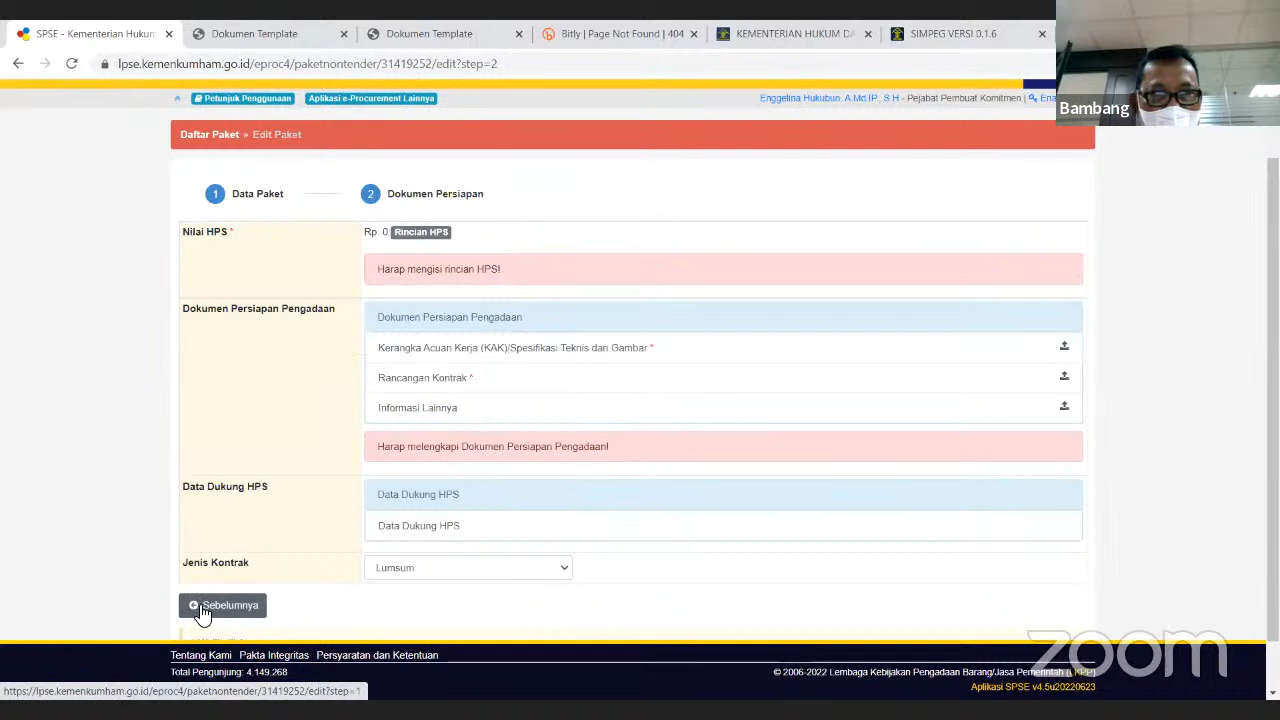 SPSE - Kementerian Hukum
Dokumen Template
Dokumen Template
Bitly | Page Not Found | 404
KEMENTERIAN HUKUM DA
SIMPEG VERSI 0.1.6
lpse.kemenkumham.go.id/eproc4/paketnontender/31419252/edit?step=2
Bambang
Petunjuk Penggunaan
Aplikasi e-Procurement Lainnya
Enggelina Hukubun, A.Md.IP., S.H - Pejabat Pembuat Komitmen |
Daftar Paket » Edit Paket
1 Data Paket
2 Dokumen Persiapan
Nilai HPS *
Rp. 0 Rincian HPS
Harap mengisi rincian HPS!
Dokumen Persiapan Pengadaan
Dokumen Persiapan Pengadaan
Kerangka Acuan Kerja (KAK)/Spesifikasi Teknis dan Gambar *
Rancangan Kontrak *
Informasi Lainnya
Harap melengkapi Dokumen Persiapan Pengadaan!
Data Dukung HPS
Data Dukung HPS
Data Dukung HPS
Jenis Kontrak
Lumsum
Sebelumnya
Tentang Kami Pakta Integritas Persyaratan dan Ketentuan
Total Pengunjung: 4.149.268
© 2006-2022 Lembaga Kebijakan Pengadaan Barang/Jasa Pemerintah (LKPP)
Aplikasi SPSE v4.5u20220623
https://lpse.kemenkumham.go.id/eproc4/paketnontender/31419252/edit?step=1
zoom